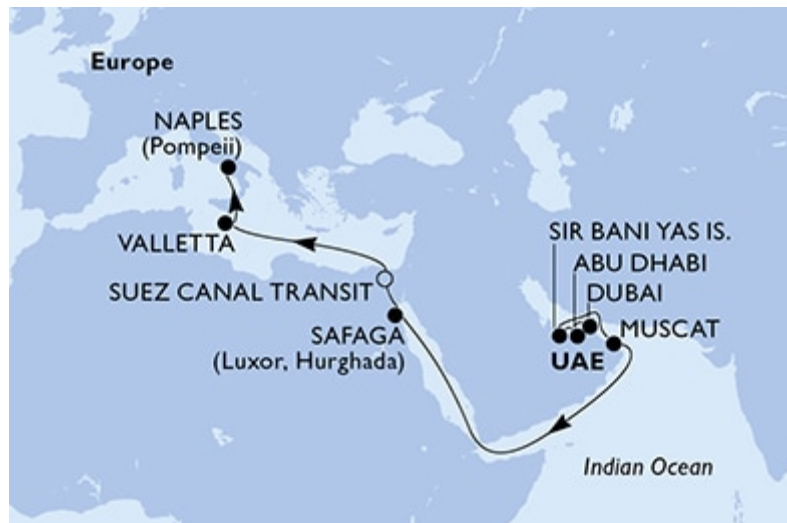 Europe
NAPLES
(Pompeii)
VALLETTA
SUEZ CANAL TRANSIT
SAFAGA
(Luxor, Hurghada)
SIR BANI YAS IS.
ABU DHABI
DUBAI
MUSCAT
UAE
Indian Ocean